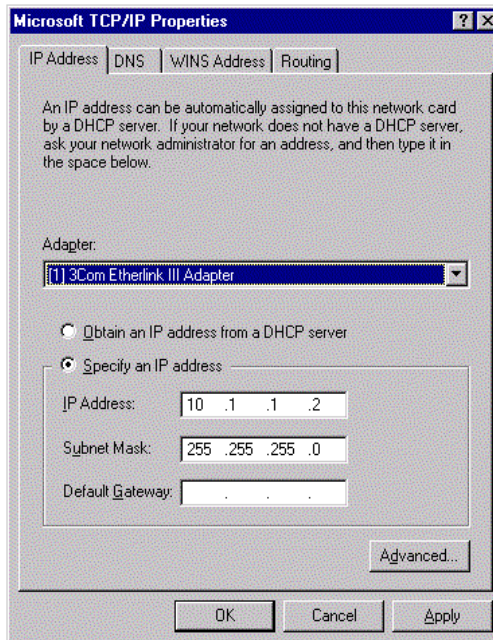 Microsoft TCP/IP Properties ? X
IP Address DNS WINS Address Routing
An IP address can be automatically assigned to this network card
by a DHCP server. If your network does not have a DHCP server,
ask your network administrator for an address, and then type it in
the space below.
Adapter:
[1] 3Com Etherlink III Adapter
Obtain an IP address from a DHCP server
Specify an IP address
IP Address: 10 .1 .1 .2
Subnet Mask: 255 .255 .255 .0
Default Gateway: . . .
Advanced...
OK Cancel Apply